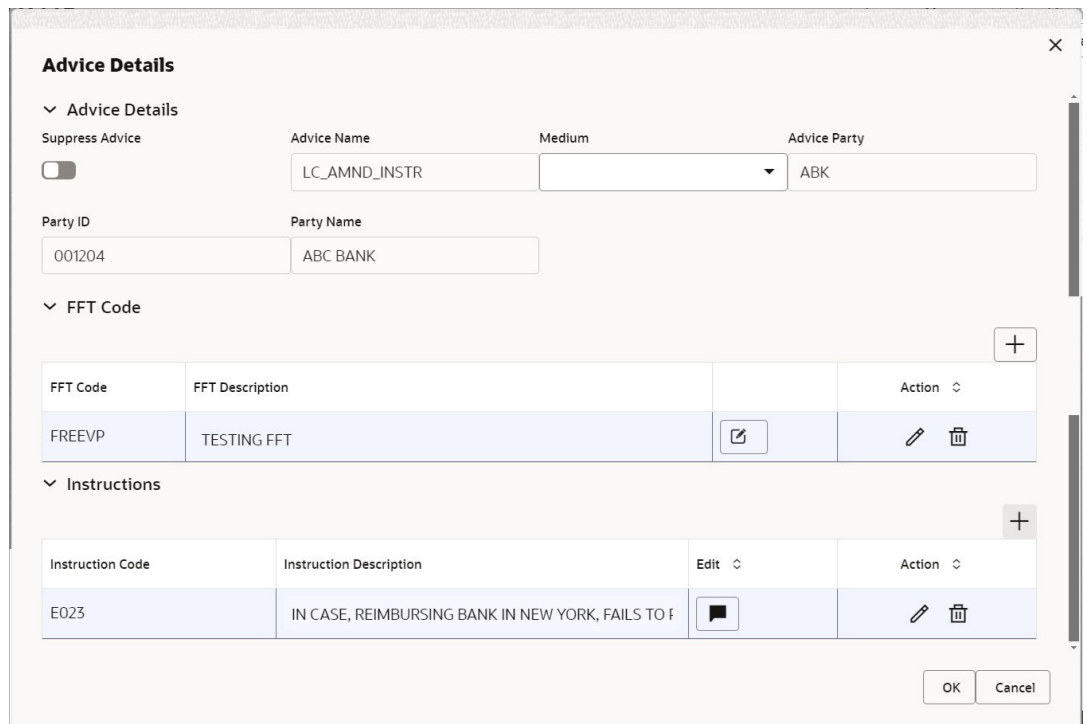 Advice Details
Advice Details
Suppress Advice Advice Name Medium Advice Party
LC_AMND_INSTR ABK
Party ID Party Name
001204 ABC BANK
FFT Code
FFT Code FFT Description Action
FREEVP TESTING FFT
Instructions
Instruction Code Instruction Description Edit Action
E023 IN CASE, REIMBURSING BANK IN NEW YORK, FAILS TO
OK Cancel